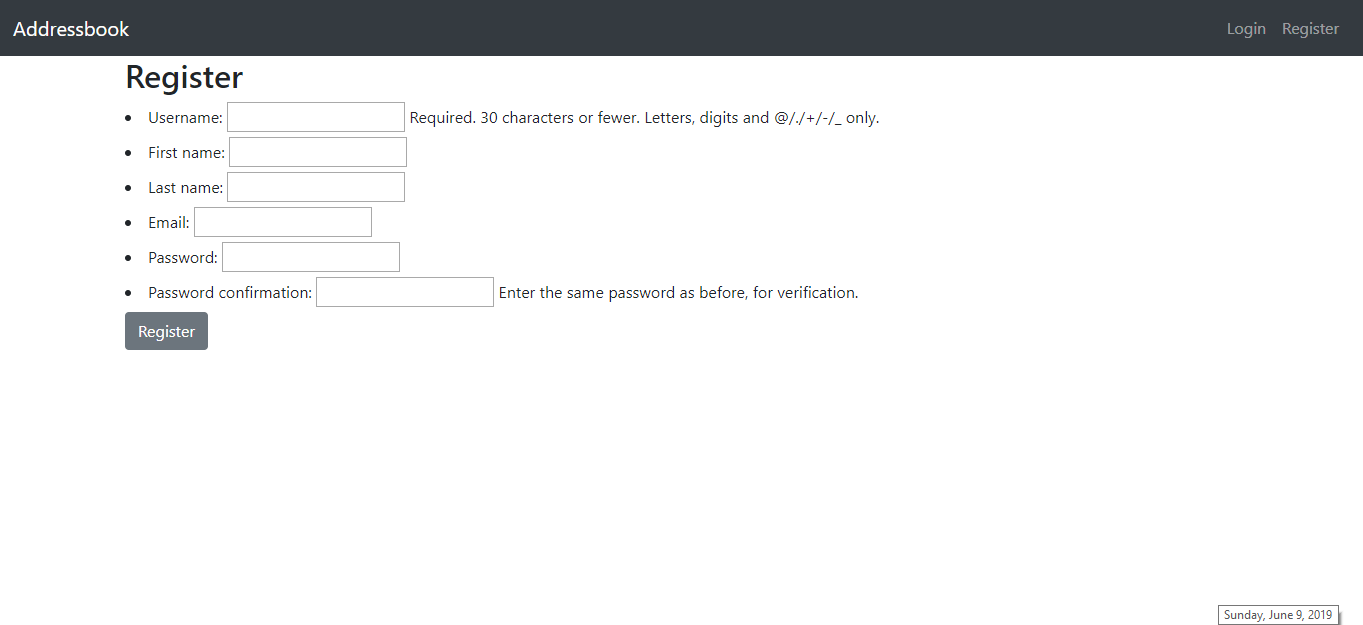 Addressbook Login Register
Register
Username: Required. 30 characters or fewer. Letters, digits and @/./+/-/_ only.
First name:
Last name:
Email:
Password:
Password confirmation: Enter the same password as before, for verification.
Register
Sunday, June 9, 2019